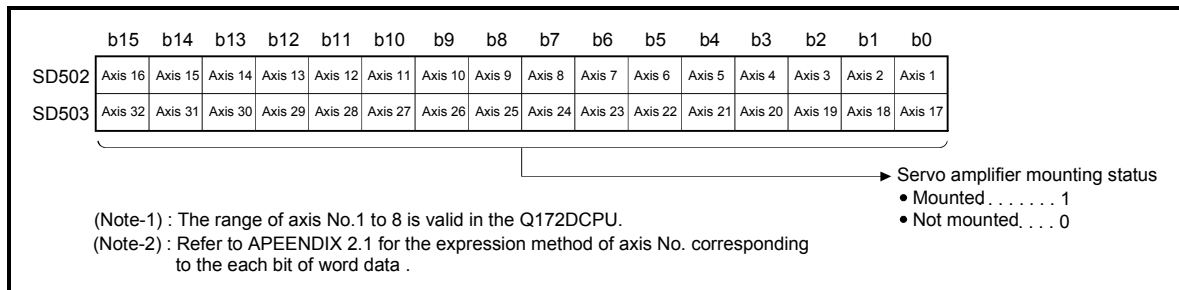 b15 b14 b13 b12 b11 b10 b9 b8 b7 b6 b5 b4 b3 b2 b1 b0
SD502 Axis 16 Axis 15 Axis 14 Axis 13 Axis 12 Axis 11 Axis 10 Axis 9 Axis 8 Axis 7 Axis 6 Axis 5 Axis 4 Axis 3 Axis 2 Axis 1
SD503 Axis 32 Axis 31 Axis 30 Axis 29 Axis 28 Axis 27 Axis 26 Axis 25 Axis 24 Axis 23 Axis 22 Axis 21 Axis 20 Axis 19 Axis 18 Axis 17
Servo amplifier mounting status
• Mounted . . . . . . . 1
• Not mounted. . . . 0
(Note-1) : The range of axis No.1 to 8 is valid in the Q172DCPU.
(Note-2) : Refer to APEENDIX 2.1 for the expression method of axis No. corresponding
to the each bit of word data .